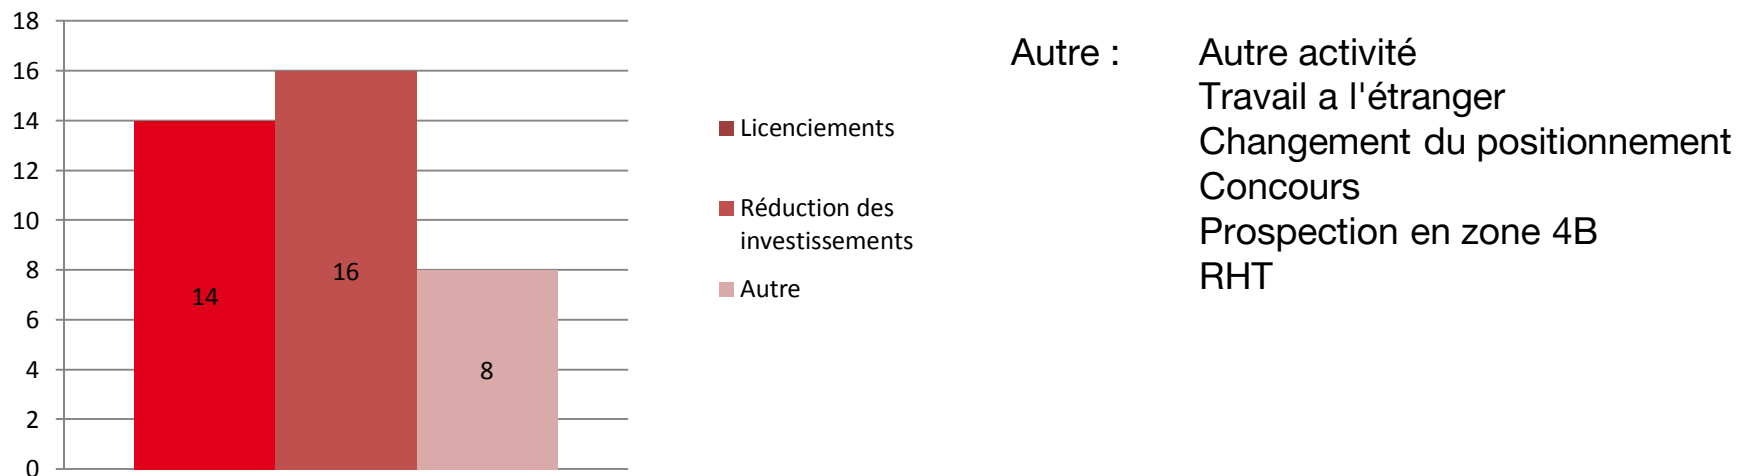 18
16
14
12
10
8
6
4
2
0
14
16
8
Licenciements
Réduction des
investissements
Autre
Autre : Autre activité
Travail a l'étranger
Changement du positionnement
Concours
Prospection en zone 4B
RHT